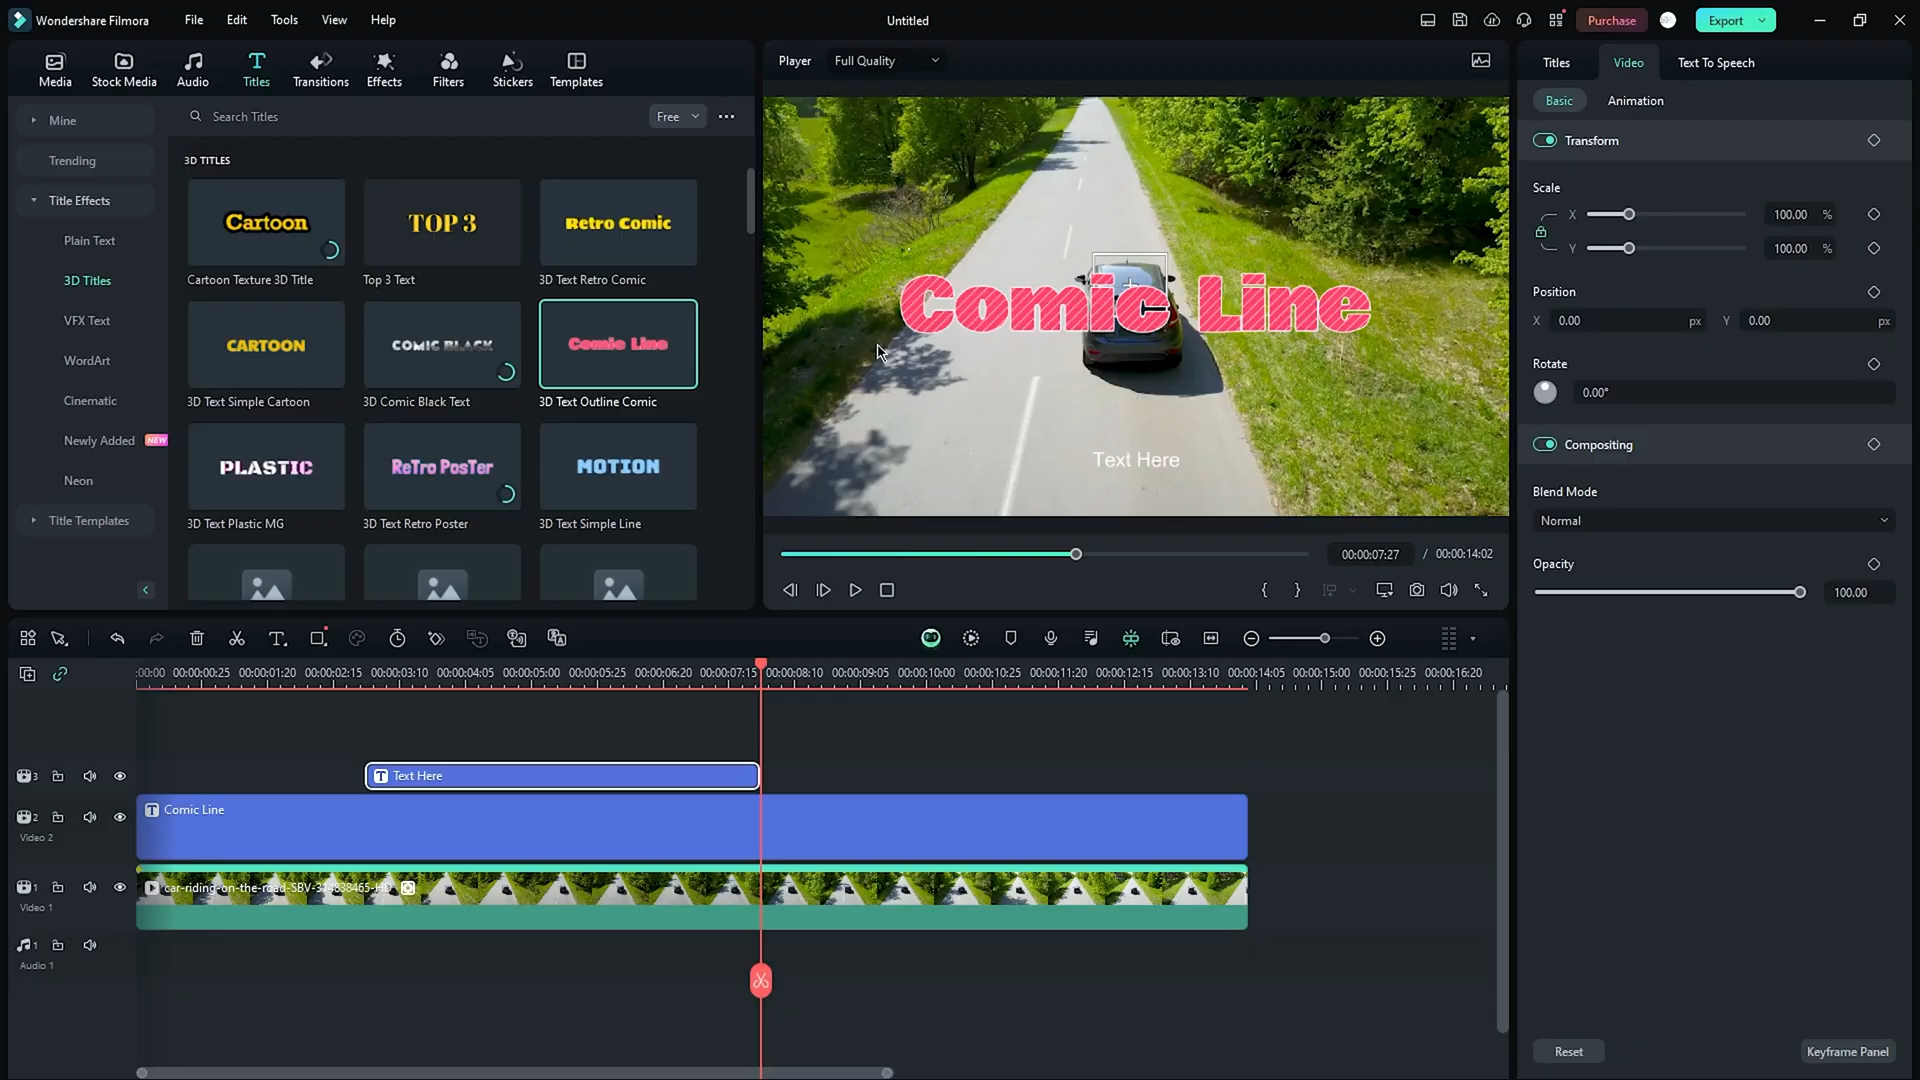 Wondershare Filmora
File
Edit
Tools
View
Help
Untitled
Purchase
Export
Media
Stock Media
Audio
Titles
Transitions
Effects
Filters
Stickers
Templates
Mine
Trending
Title Effects
Plain Text
3D Titles
VFX Text
WordArt
Cinematic
Newly Added
NEW
Neon
Title Templates
Search Titles
Free
3D TITLES
Cartoon
TOP 3
Retro Comic
Cartoon Texture 3D Title
Top 3 Text
3D Text Retro Comic
CARTOON
COMIC BLACK
Comic Line
3D Text Simple Cartoon
3D Comic Black Text
3D Text Outline Comic
PLASTIC
ReTro PosTer
MOTION
3D Text Plastic MG
3D Text Retro Poster
3D Text Simple Line
Player
Full Quality
Comic Line
Text Here
00:00:07:27 / 00:00:14:02
{ }
Titles
Video
Text To Speech
Basic
Animation
Transform
Scale
X 100.00 %
Y 100.00 %
Position
X 0.00 px Y 0.00 px
Rotate
0.00°
Compositing
Blend Mode
Normal
Opacity
100.00
Reset
Keyframe Panel
:00:00 00:00:00:25 00:00:01:20 00:00:02:15 00:00:03:10 00:00:04:05 00:00:05:00 00:00:05:25 00:00:06:20 00:00:07:15 00:00:08:10 00:00:09:05 00:00:10:00 00:00:10:25 00:00:11:20 00:00:12:15 00:00:13:10 00:00:14:05 00:00:15:00 00:00:15:25 00:00:16:20
3
Text Here
2
Video 2
Comic Line
1
Video 1
car-riding-on-the-road-SBV-314838465-HD
1
Audio 1